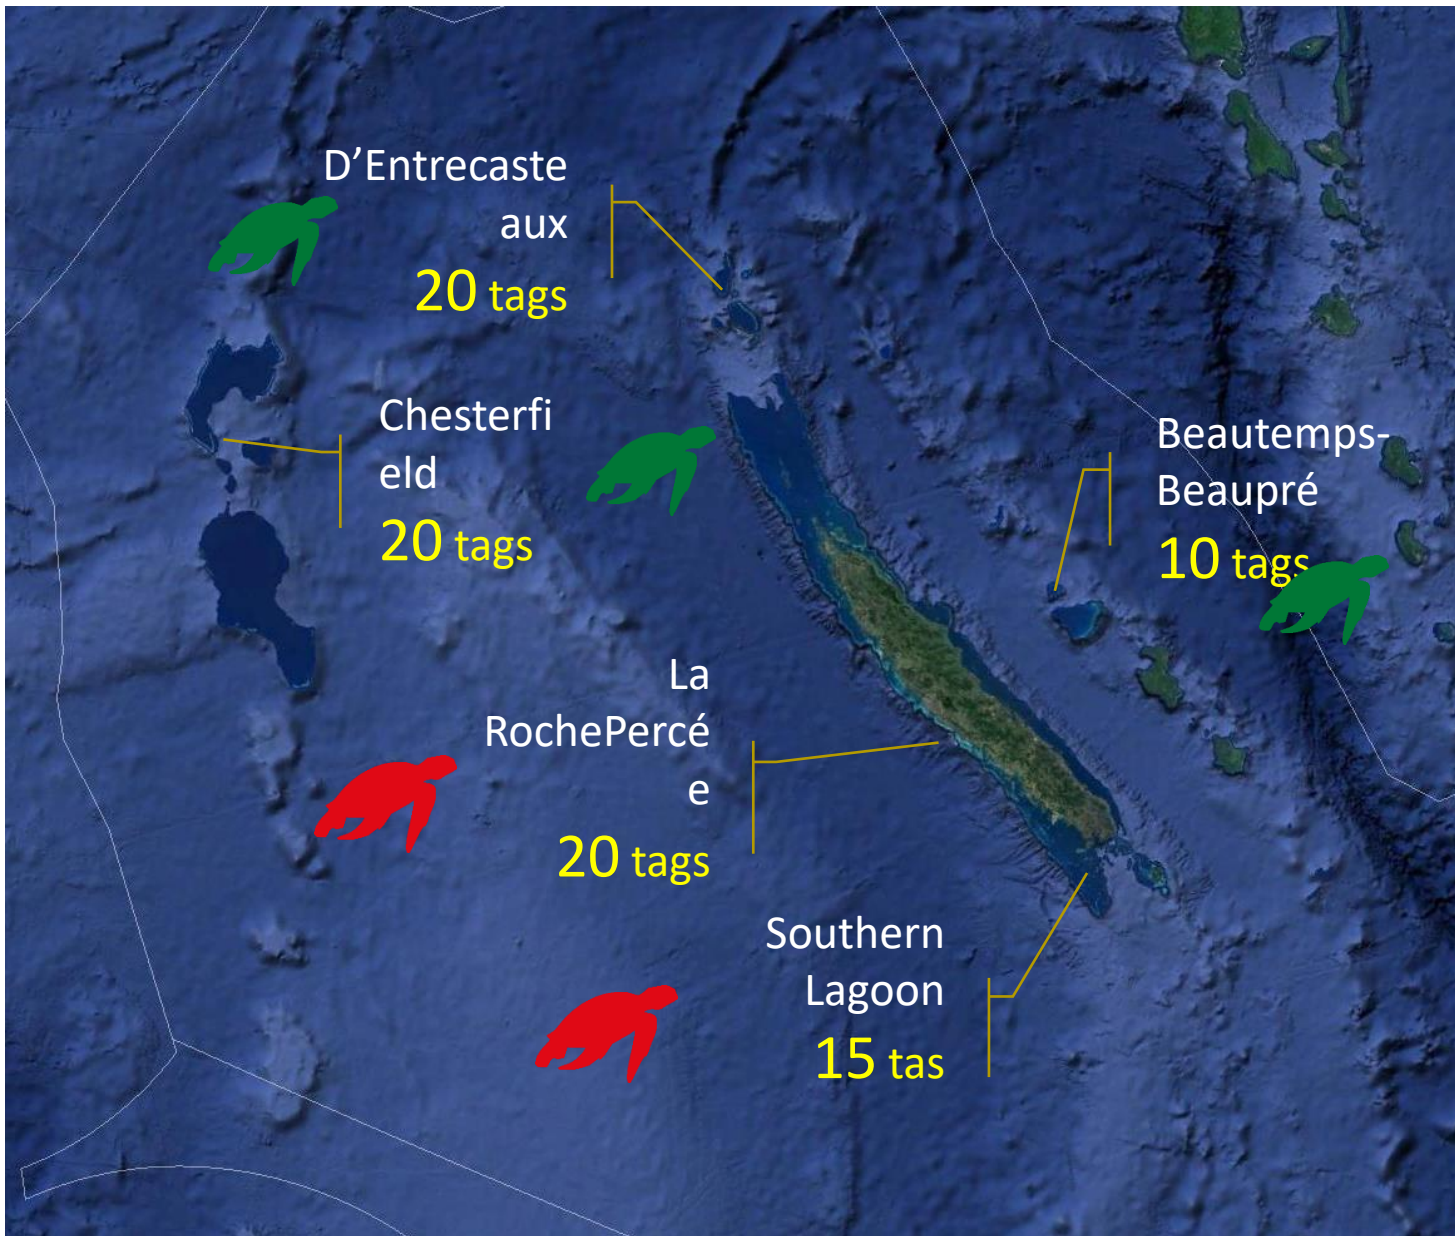 D’Entrecaste
aux
20 tags
Chesterfi
eld
20 tags
Beautemps-
Beaupré
10 tags
La
RochePercé
e
20 tags
Southern
Lagoon
15 tas